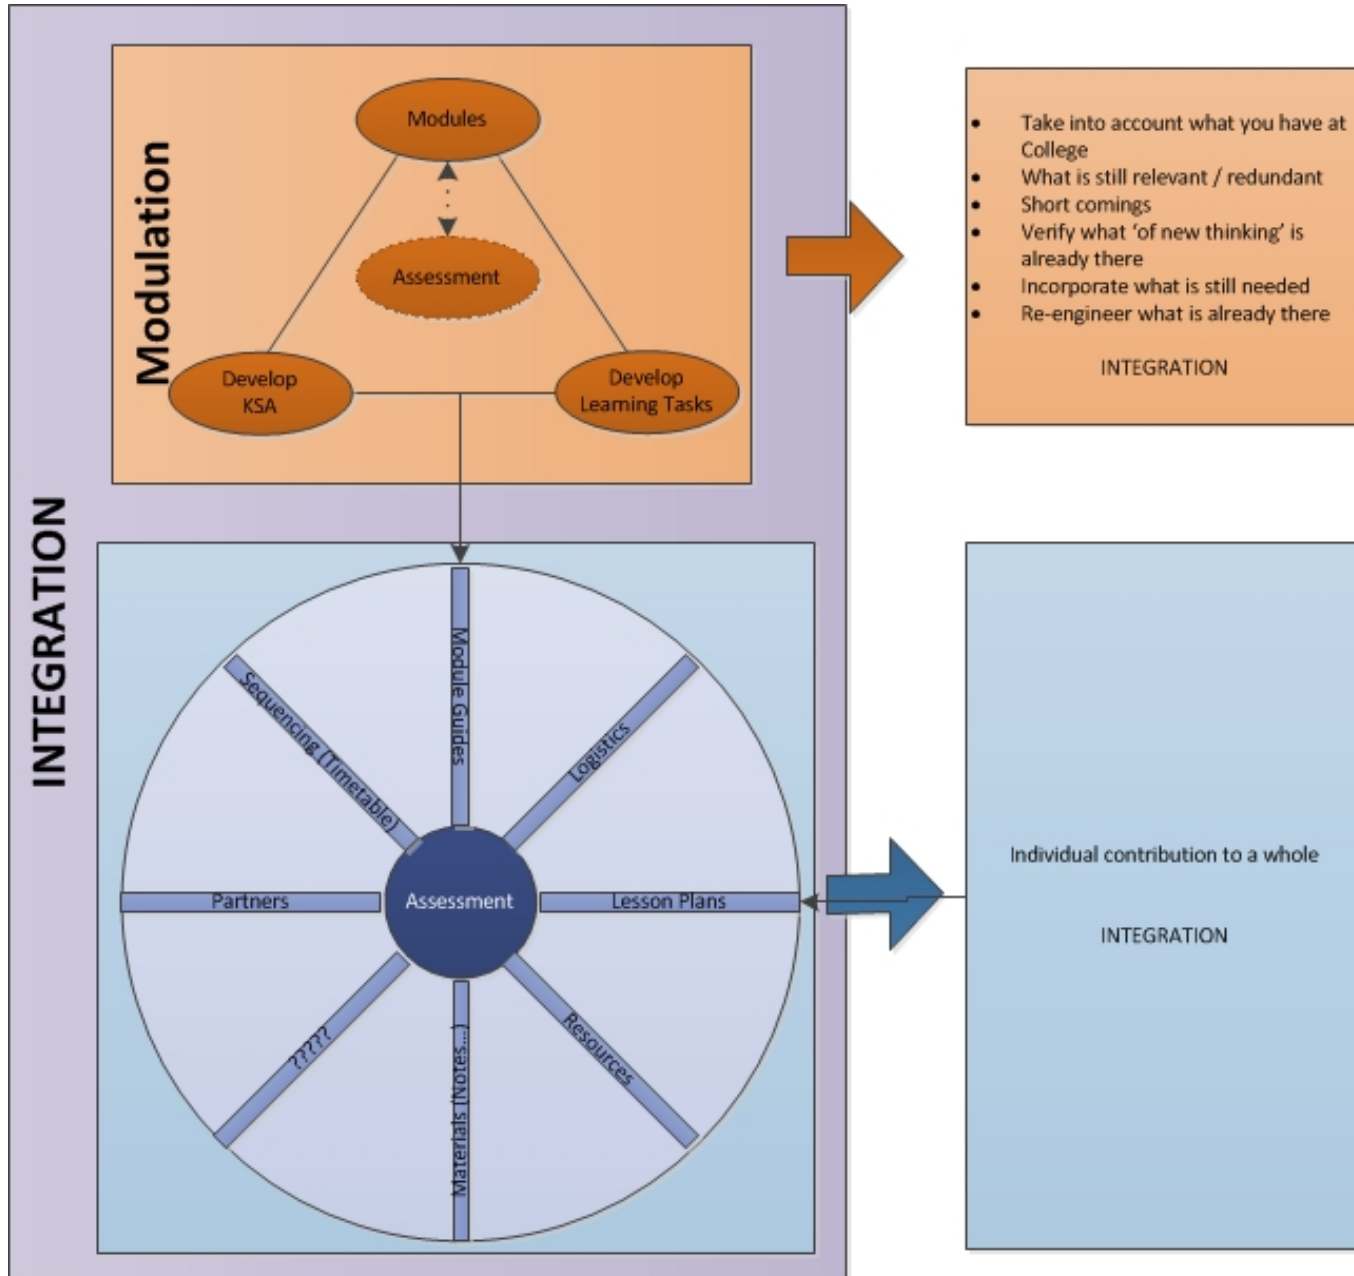 INTEGRATION
Modulation
Modules
Assessment
Develop
KSA
Develop
Learning Tasks
• Take into account what you have at
College
• What is still relevant / redundant
• Short comings
• Verify what ‘of new thinking’ is
already there
• Incorporate what is still needed
• Re-engineer what is already there
INTEGRATION
Module Guides
Logistics
Lesson Plans
Resources
Materials (Notes...)
?????
Partners
Sequencing (Timetable)
Assessment
Individual contribution to a whole
INTEGRATION